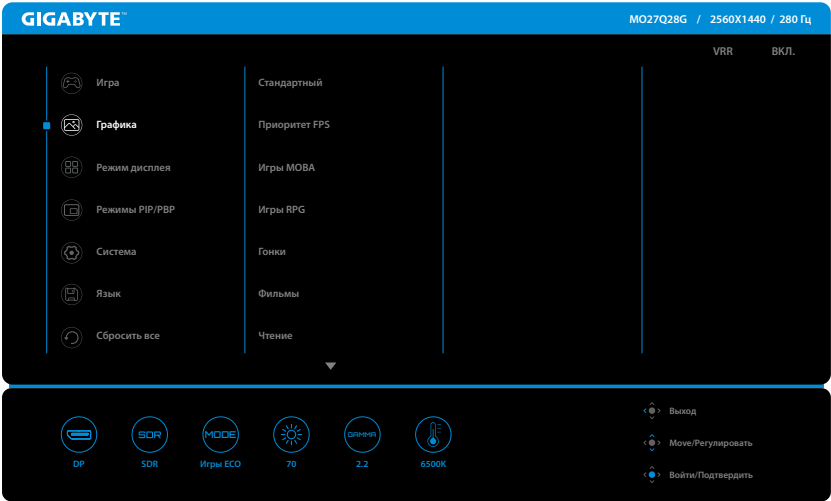 GIGABYTE™
MO27Q28G / 2560X1440 / 280 Гц
VRR ВКЛ.
Игра
Графика
Режим дисплея
Режимы PIP/PBP
Система
Язык
Сбросить все
Стандартный
Приоритет FPS
Игры MOBA
Игры RPG
Гонки
Фильмы
Чтение
SDR
MODE
GAMMA
DP
SDR
Игры ECO
70
2.2
6500K
Выход
Move/Регулировать
Войти/Подтвердить